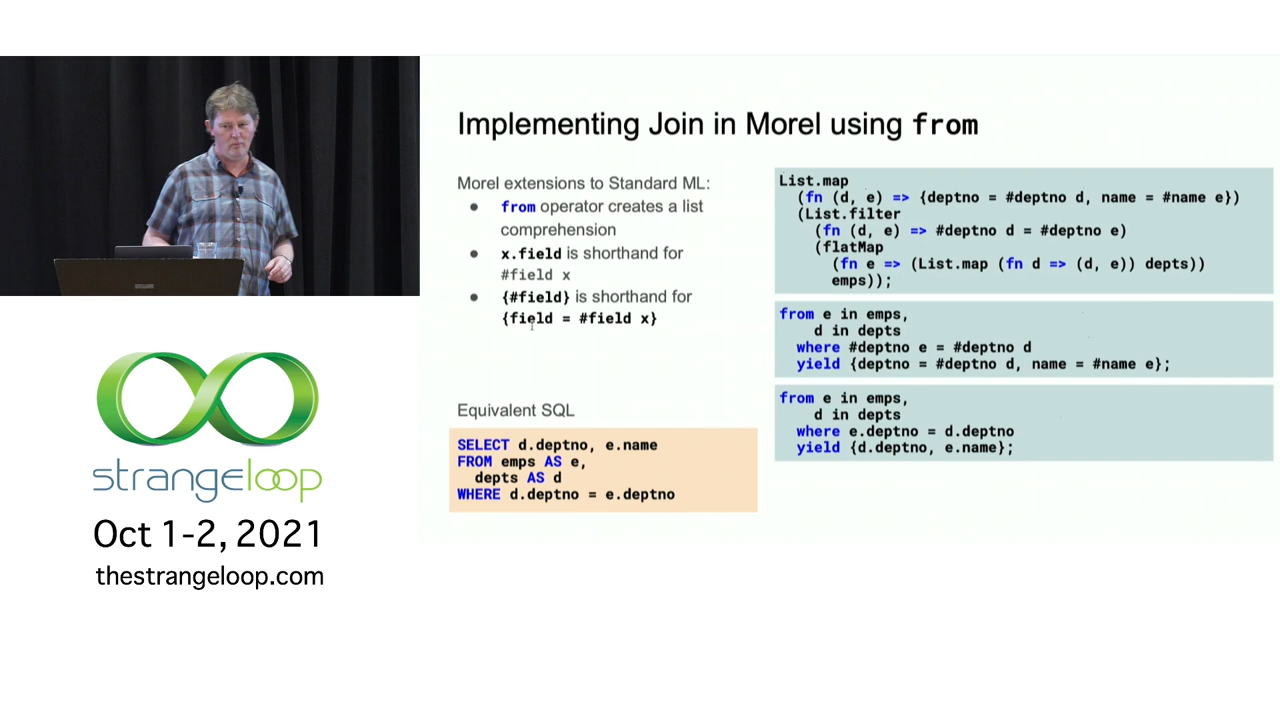 Implementing Join in Morel using from
Morel extensions to Standard ML:
● from operator creates a list
comprehension
● x.field is shorthand for
#field x
● {#field} is shorthand for
{field = #field x}
Equivalent SQL
SELECT d.deptno, e.name
FROM emps AS e,
depts AS d
WHERE d.deptno = e.deptno
List.map
(fn (d, e) => {deptno = #deptno d, name = #name e})
(List.filter
(fn (d, e) => #deptno d = #deptno e)
(flatMap
(fn e => (List.map (fn d => (d, e)) depts))
emps));
from e in emps,
d in depts
where #deptno e = #deptno d
yield {deptno = #deptno d, name = #name e};
from e in emps,
d in depts
where e.deptno = d.deptno
yield {d.deptno, e.name};
strangeloop
Oct 1-2, 2021
thestrangeloop.com